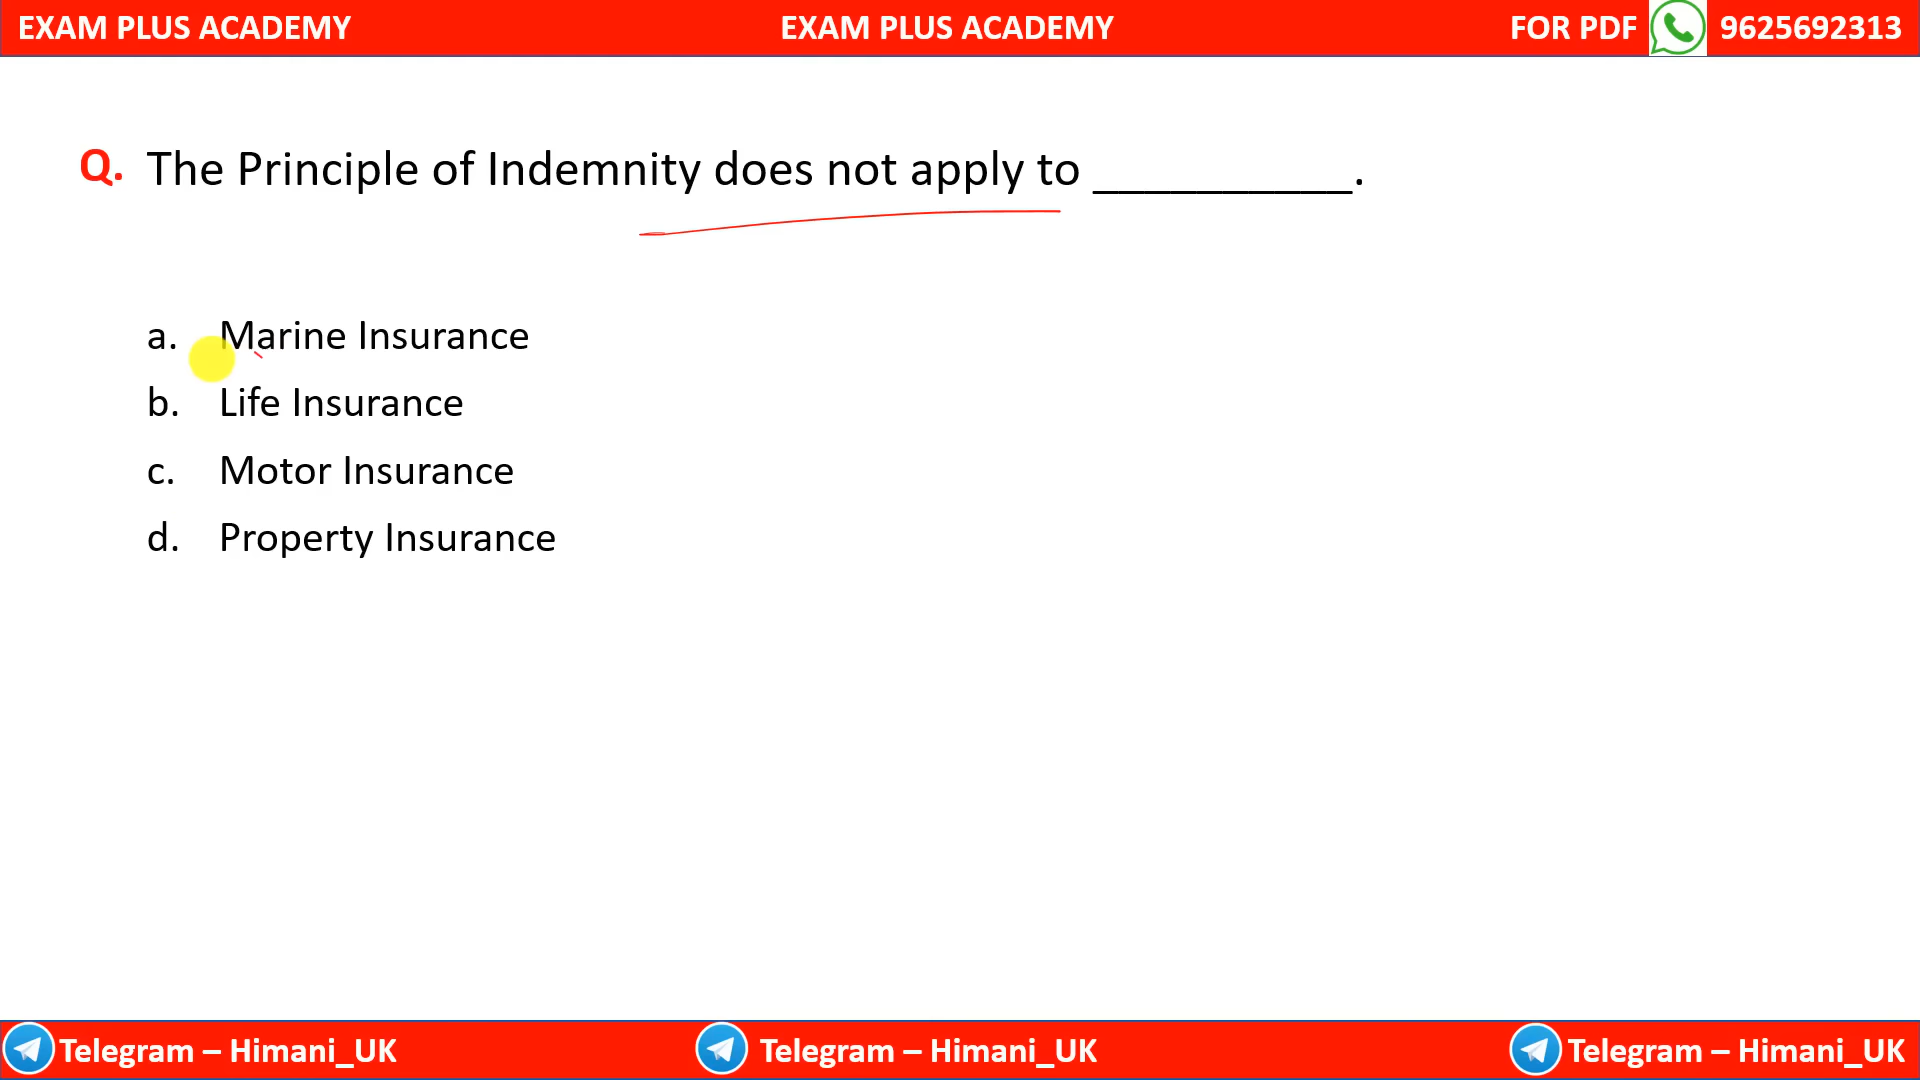 EXAM PLUS ACADEMY EXAM PLUS ACADEMY FOR PDF 9625692313
Q. The Principle of Indemnity does not apply to __________.
a. Marine Insurance
b. Life Insurance
c. Motor Insurance
d. Property Insurance
Telegram – Himani_UK Telegram – Himani_UK Telegram – Himani_UK